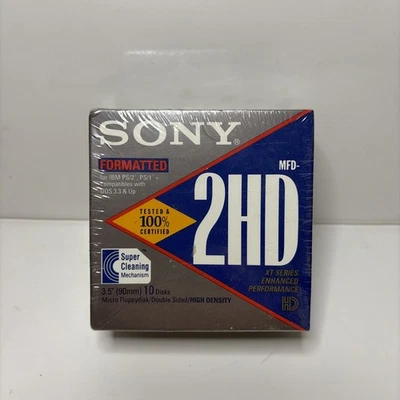 SONY®
FORMATTED
for IBM PS/2®, PS/1™ +
compatibles with
DOS 3.3 & Up
MFD-
2HD
TESTED &
100%
CERTIFIED
Super
Cleaning
Mechanism
XT SERIES
ENHANCED
PERFORMANCE
HD
3.5" (90mm) 10 Disks
Micro Floppydisk/Double Sided/HIGH DENSITY